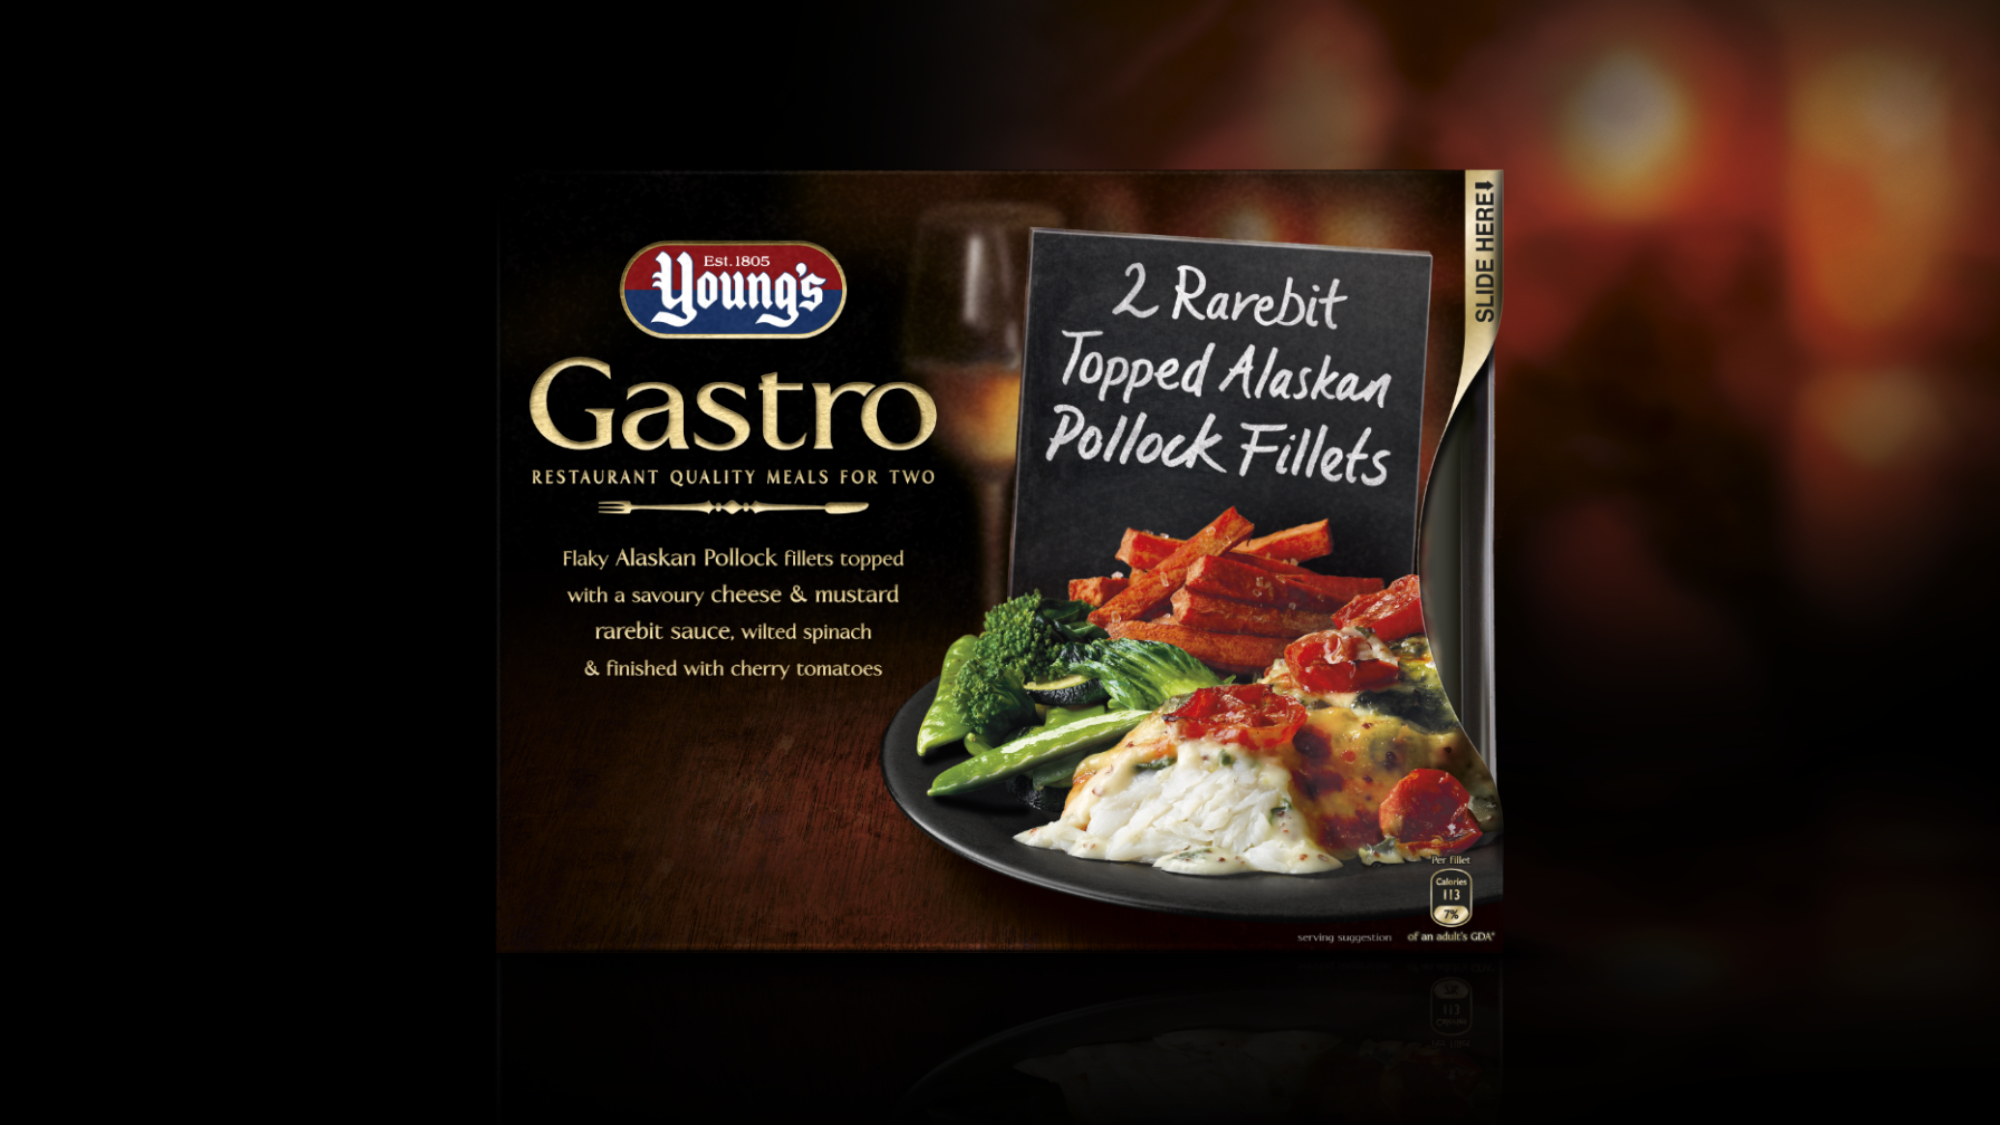 Est. 1805
Young's
Gastro
RESTAURANT QUALITY MEALS FOR TWO
Flaky Alaskan Pollock fillets topped
with a savoury cheese & mustard
rarebit sauce, wilted spinach
& finished with cherry tomatoes
2 Rarebit
Topped Alaskan
Pollock Fillets
SLIDE HERE
Per fillet
Calories
113
7%
of an adult's GDA*
serving suggestion